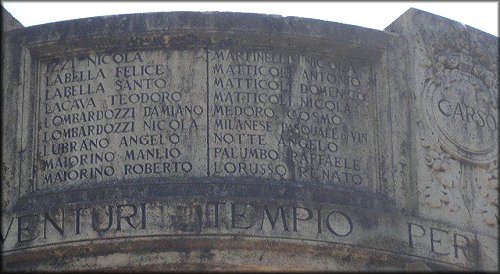 NICOLA
LABELLA FELICE
LABELLA SANTO
LACAVA TEODORO
LOMBARDOZZI DAMIANO
LOMBARDOZZI NICOLA
LUBRANO ANGELO
MAIORINO MANLIO
MAIORINO ROBERTO
MARTINELLI NICOLA
MATTICOLI ANTONIO
MATTICOLI DOMENCO
MATTICOLI NICOLA
MEDORO COSMO
MILANESE PASQUALE VIN
NOTTE ANGELO
PALUMBO RAFFAELE
LORUSSO RENATO
CARSO
VENTURI TEMPIO PER